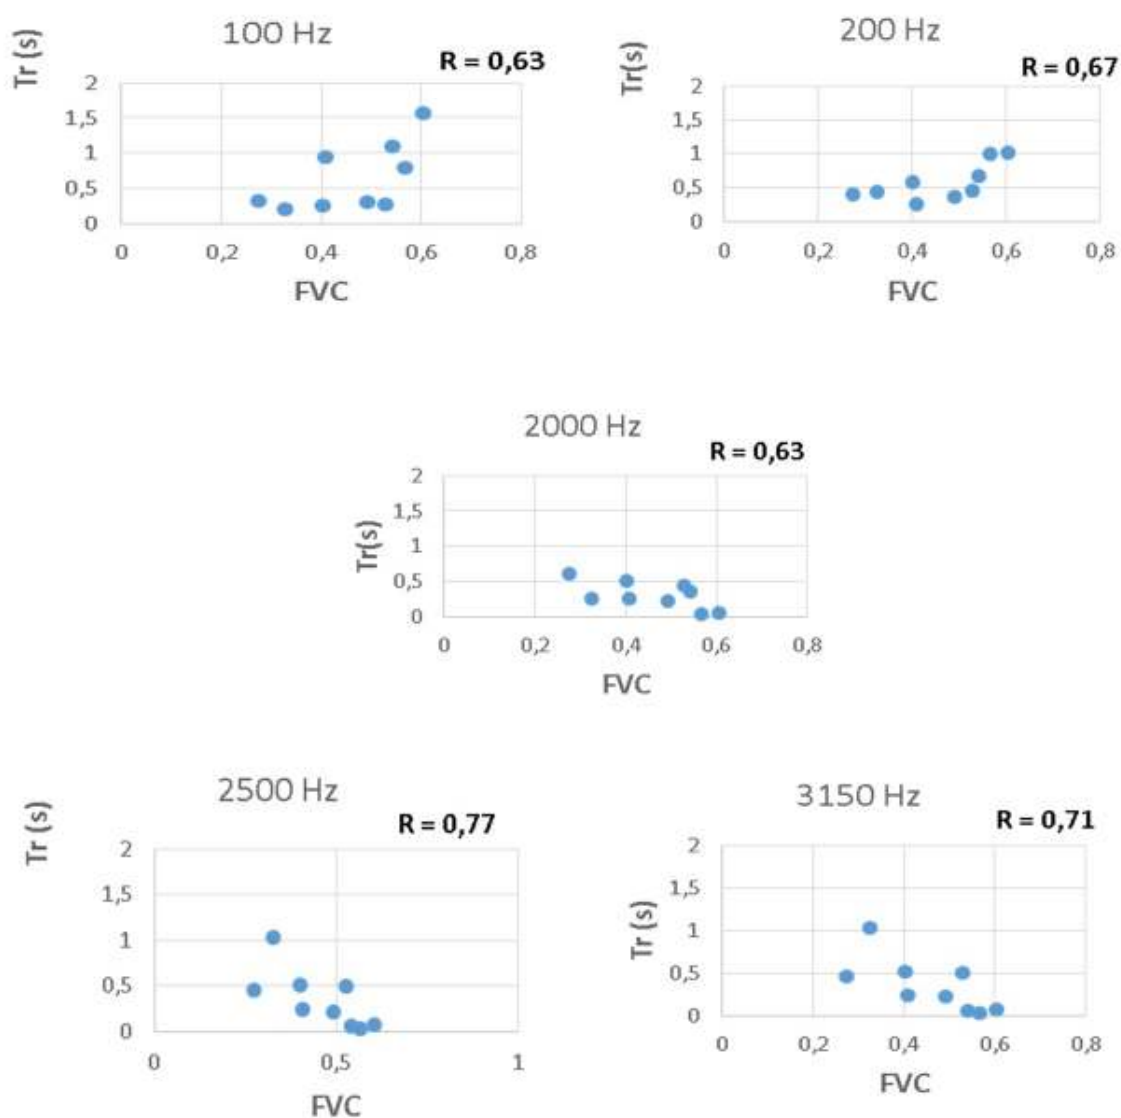 100 Hz
R = 0,63
Tr (s)
2
1,5
1
0,5
0
0 0,2 0,4 0,6 0,8
FVC
200 Hz
R = 0,67
Tr(s)
2
1,5
1
0,5
0
0 0,2 0,4 0,6 0,8
FVC
2000 Hz
R = 0,63
Tr(s)
2
1,5
1
0,5
0
0 0,2 0,4 0,6 0,8
FVC
2500 Hz
R = 0,77
Tr (s)
2
1,5
1
0,5
0
0 0,5 1
FVC
3150 Hz
R = 0,71
Tr (s)
2
1,5
1
0,5
0
0 0,2 0,4 0,6 0,8
FVC